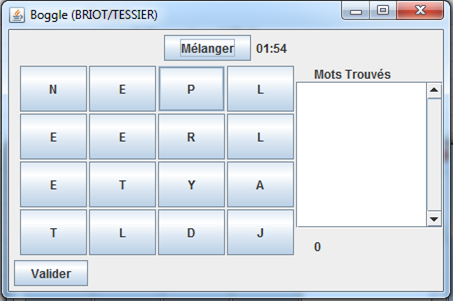 Boggle (BRIOT/TESSIER)
Mélanger 01:54
Mots Trouvés
N E P L
E E R L
E T Y A
T L D J
0
Valider